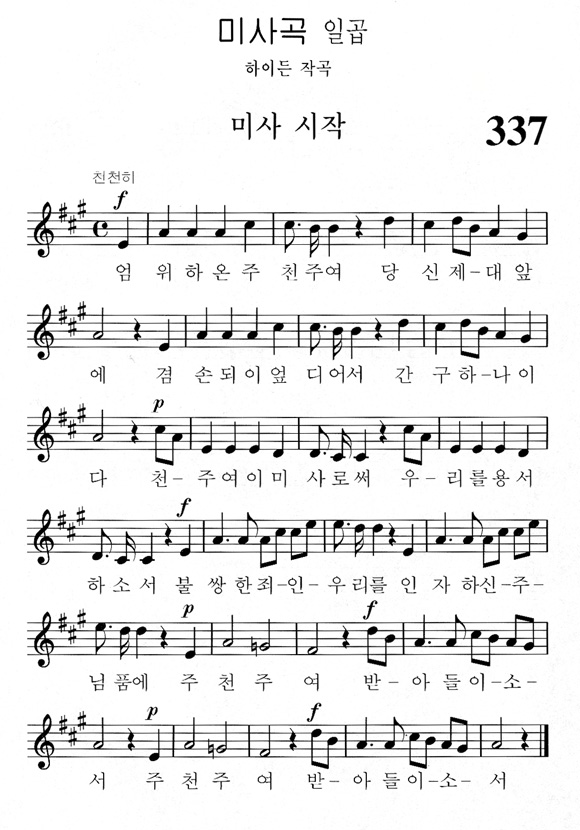 미사곡 일곱
하이든 작곡
미사 시작 337
천천히
f
엄 위 하 온 주 천 주여 당 신 제-대 앞
에 겸 손 되 이 엎 디 어서 간 구 하-나 이
p
다 천- 주 여 이 미 사 로 써 우- 리 를 용 서
f
하 소 서 불 쌍 한 죄-인- 우 리를 인 자 하신-주-
p f
님 품에 주 천 주 여 받-아 들 이-소-
p f
서 주 천 주 여 받-아 들 이-소-서